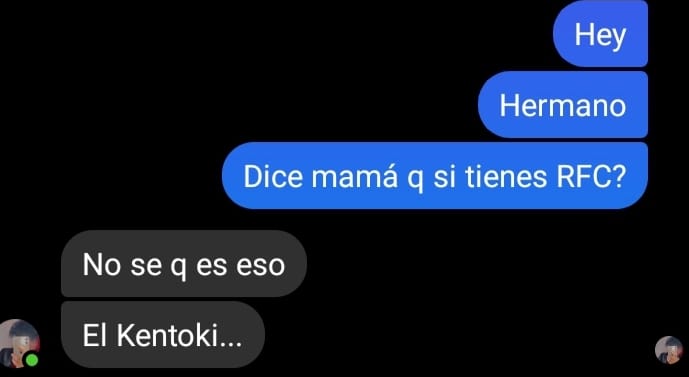 Hey
Hermano
Dice mamá q si tienes RFC?
No se q es eso
El Kentoki...